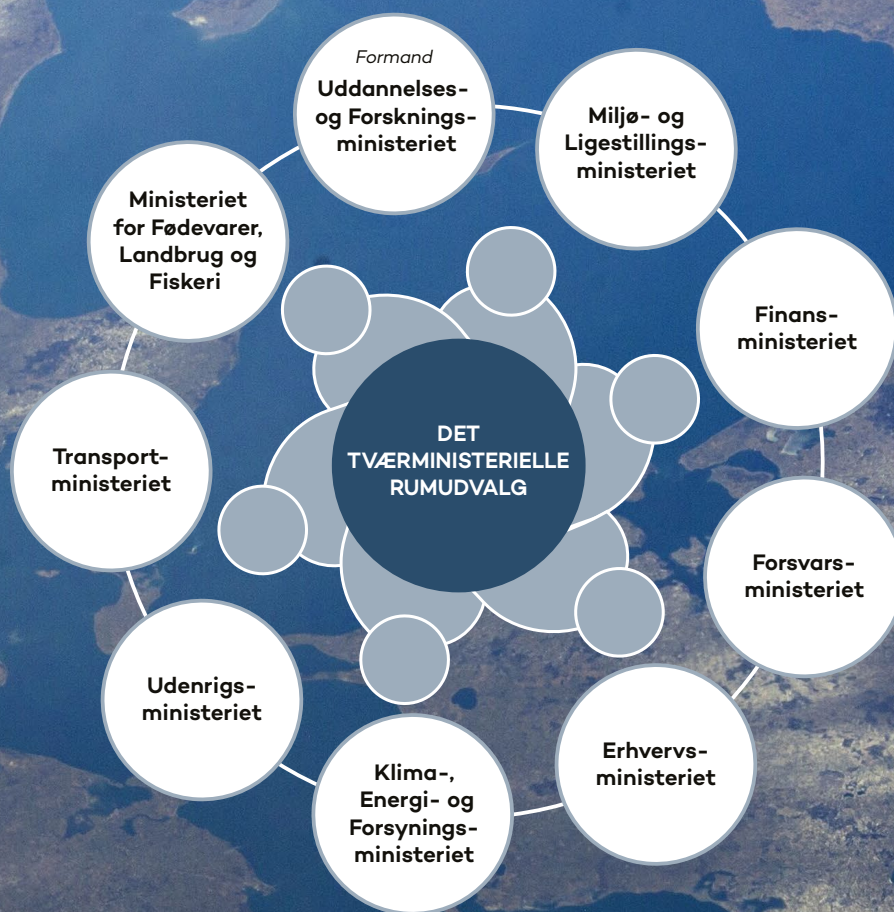 Formand
Uddannelses-
og Forsknings-
ministeriet
Miljø- og
Ligestillings-
ministeriet
Finans-
ministeriet
Forsvars-
ministeriet
Erhvervs-
ministeriet
Klima-,
Energi- og
Forsynings-
ministeriet
Udenrigs-
ministeriet
Transport-
ministeriet
Ministeriet
for Fødevarer,
Landbrug og
Fiskeri
DET
TVÆRMINISTERIELLE
RUMUDVALG